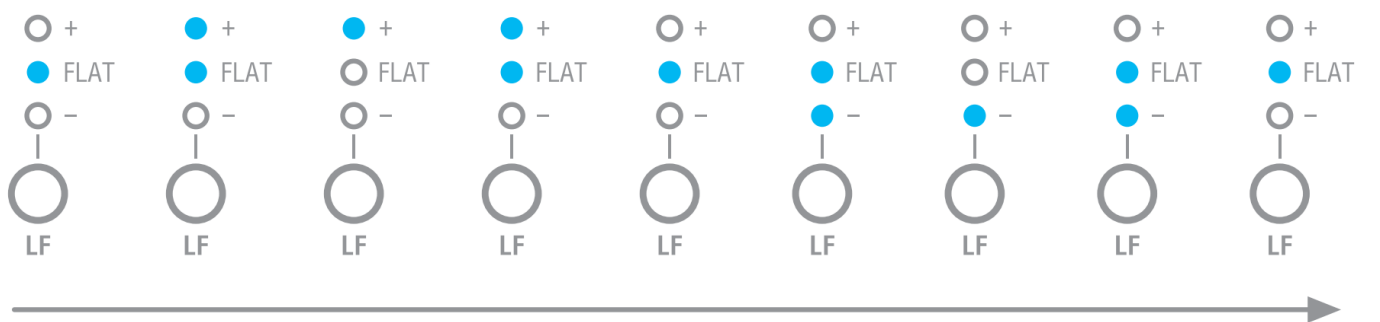 + + + + + + + + +
FLAT FLAT FLAT FLAT FLAT FLAT FLAT FLAT FLAT
– – – – – – – – –
LF LF LF LF LF LF LF LF LF